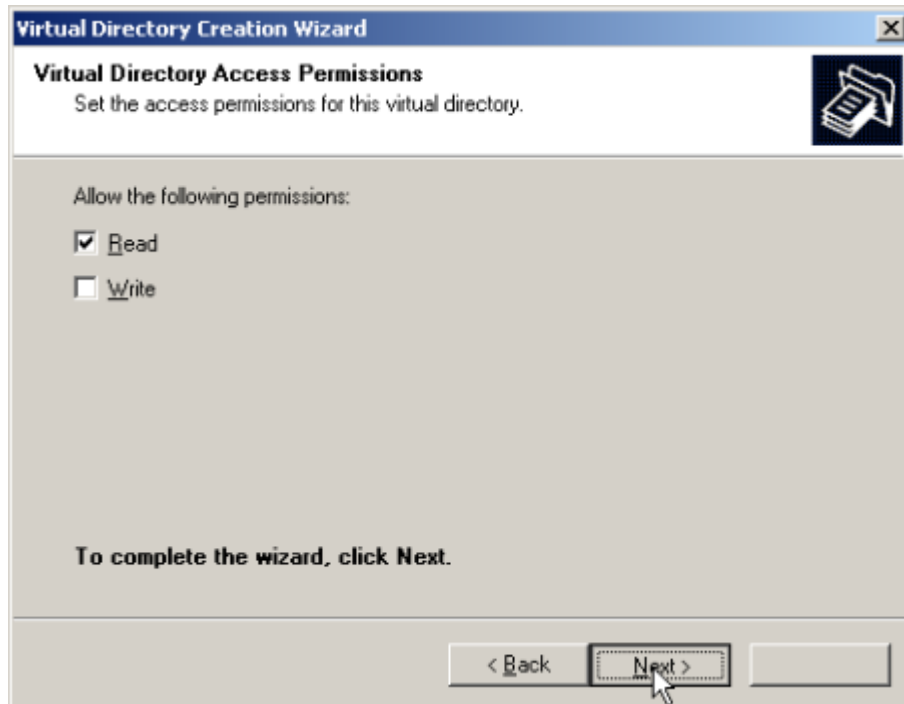 Virtual Directory Creation Wizard
Virtual Directory Access Permissions
Set the access permissions for this virtual directory.
Allow the following permissions:
Read
Write
To complete the wizard, click Next.
< Back
Next >